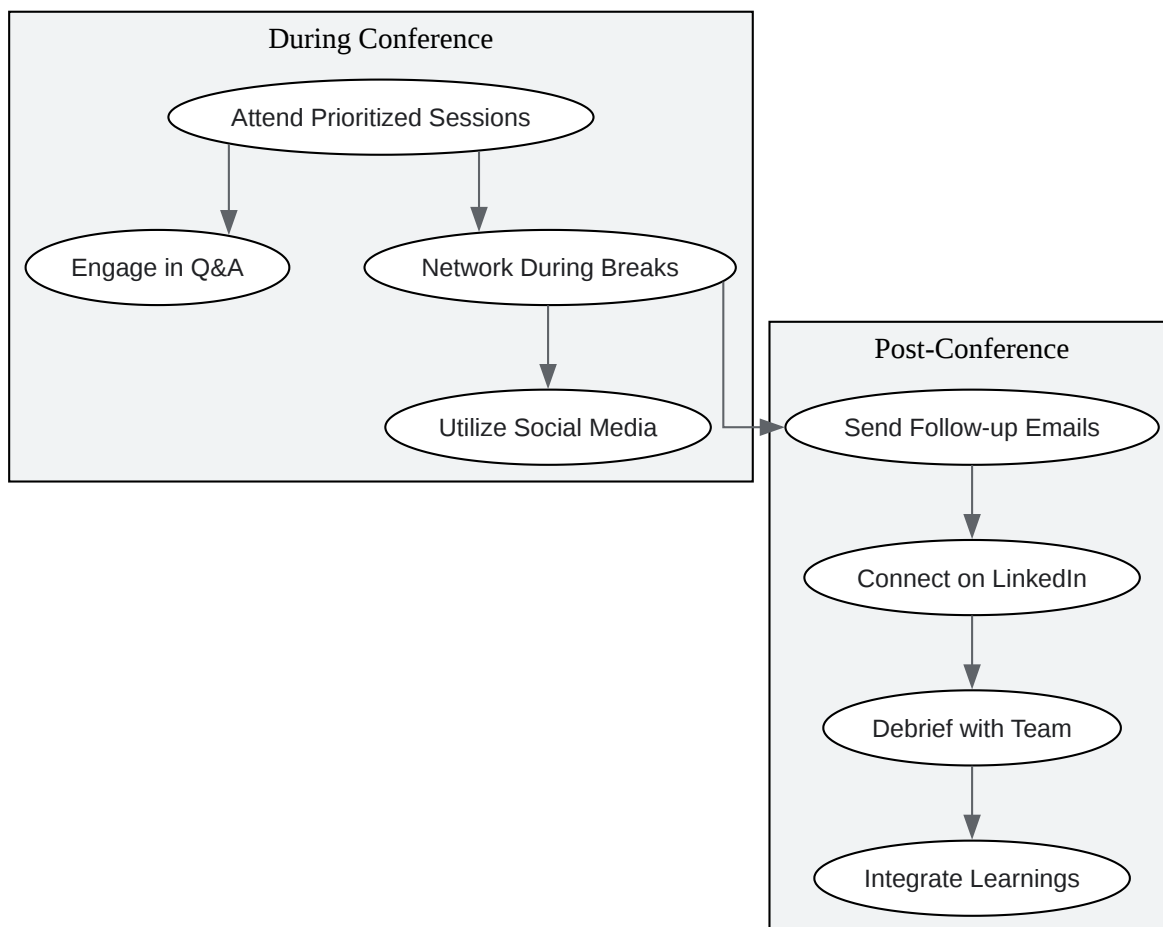 During Conference
Attend Prioritized Sessions
Engage in Q&A
Network During Breaks
Utilize Social Media
Post-Conference
Send Follow-up Emails
Connect on LinkedIn
Debrief with Team
Integrate Learnings